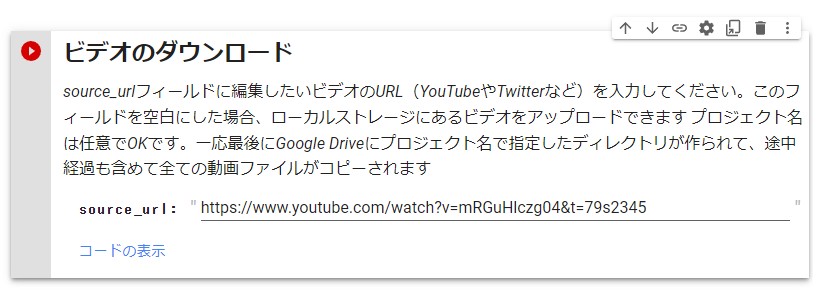 ビデオのダウンロード
source_urlフィールドに編集したいビデオのURL（YouTubeやTwitterなど）を入力してください。このフ
ィールドを空白にした場合、ローカルストレージにあるビデオをアップロードできます プロジェクト名
は任意でOKです。一応最後にGoogle Driveにプロジェクト名で指定したディレクトリが作られて、途中
経過も含めて全ての動画ファイルがコピーされます
source_url: "https://www.youtube.com/watch?v=mRGuHIczg04&t=79s2345"
コードの表示